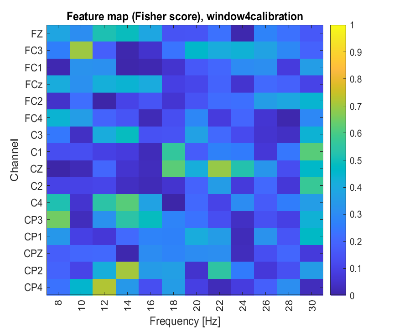 Feature map (Fisher score), window4calibration
Channel
FZ
FC3
FC1
FCz
FC2
FC4
C3
C1
CZ
C2
C4
CP3
CP1
CPZ
CP2
CP4
8 10 12 14 16 18 20 22 24 26 28 30
Frequency [Hz]
1
0.9
0.8
0.7
0.6
0.5
0.4
0.3
0.2
0.1
0